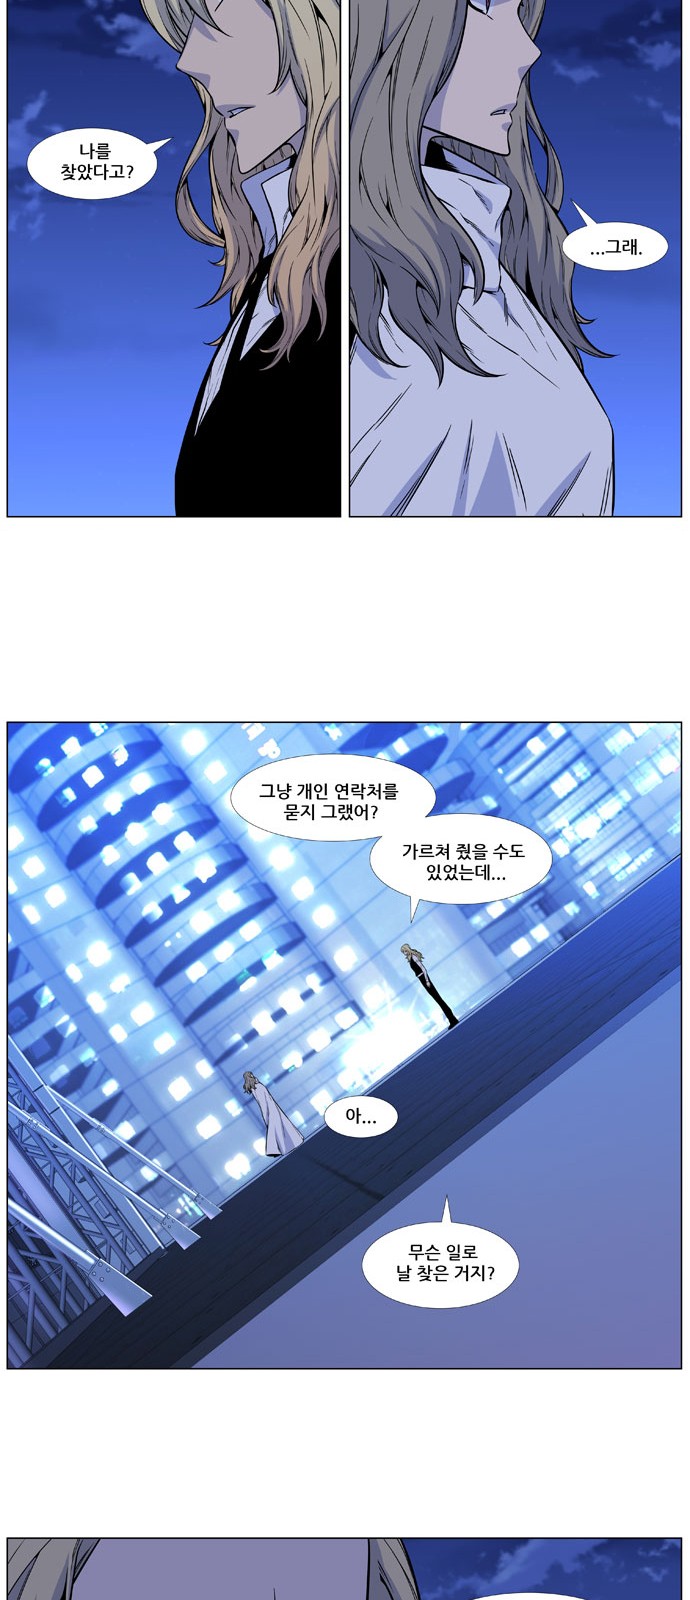 나를
찾았다고?
...그래.
그냥 개인 연락처를
묻지 그랬어?
가르쳐 줬을 수도
있었는데...
아...
무슨 일로
날 찾은 거지?